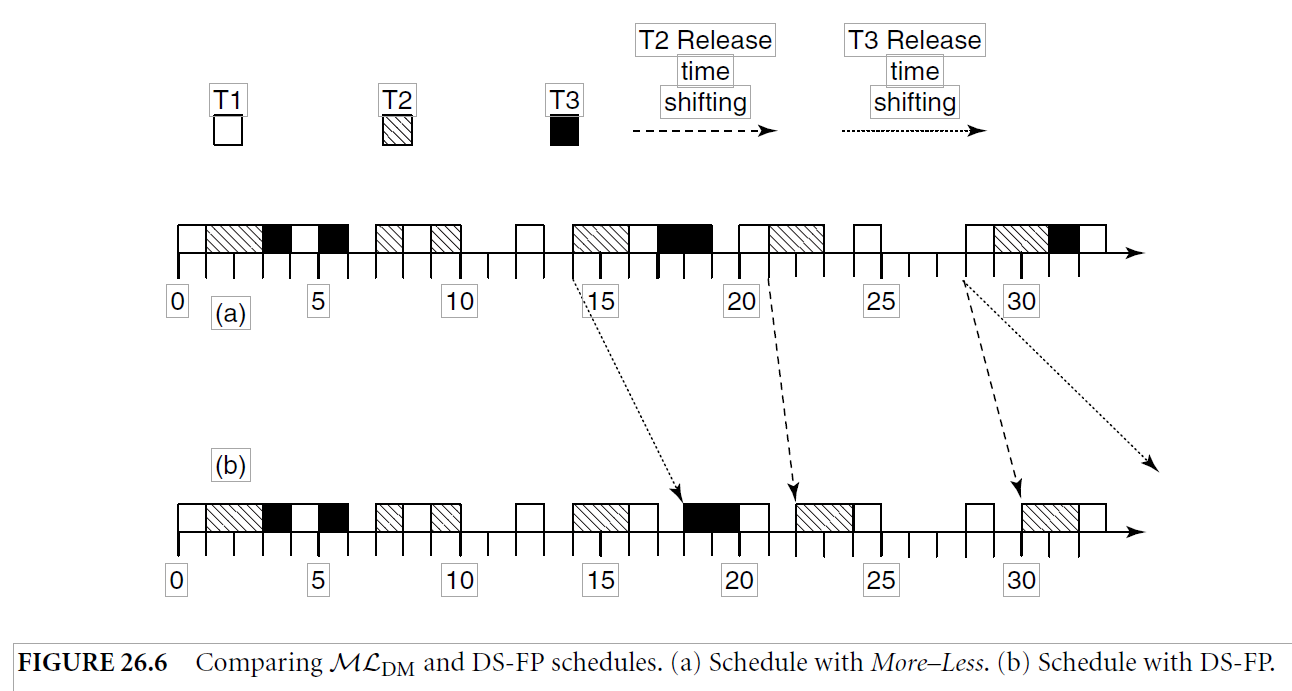 T2 Release
time
shifting
T3 Release
time
shifting
T1
T2
T3
0 5 10 15 20 25 30
(a)
(b)
0 5 10 15 20 25 30
FIGURE 26.6 Comparing ℳℒDM and DS-FP schedules. (a) Schedule with More–Less. (b) Schedule with DS-FP.